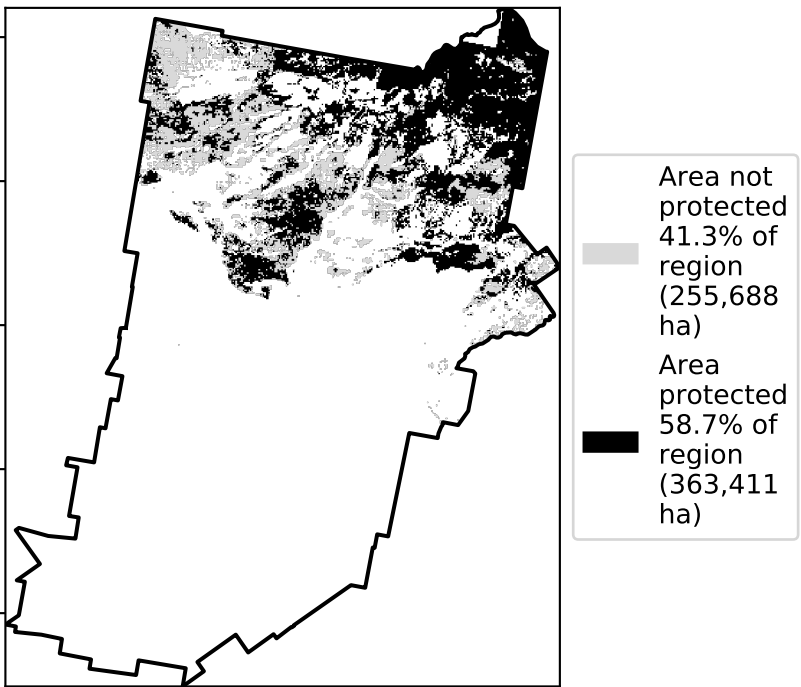 Area not
protected
41.3% of
region
(255,688
ha)
Area
protected
58.7% of
region
(363,411
ha)